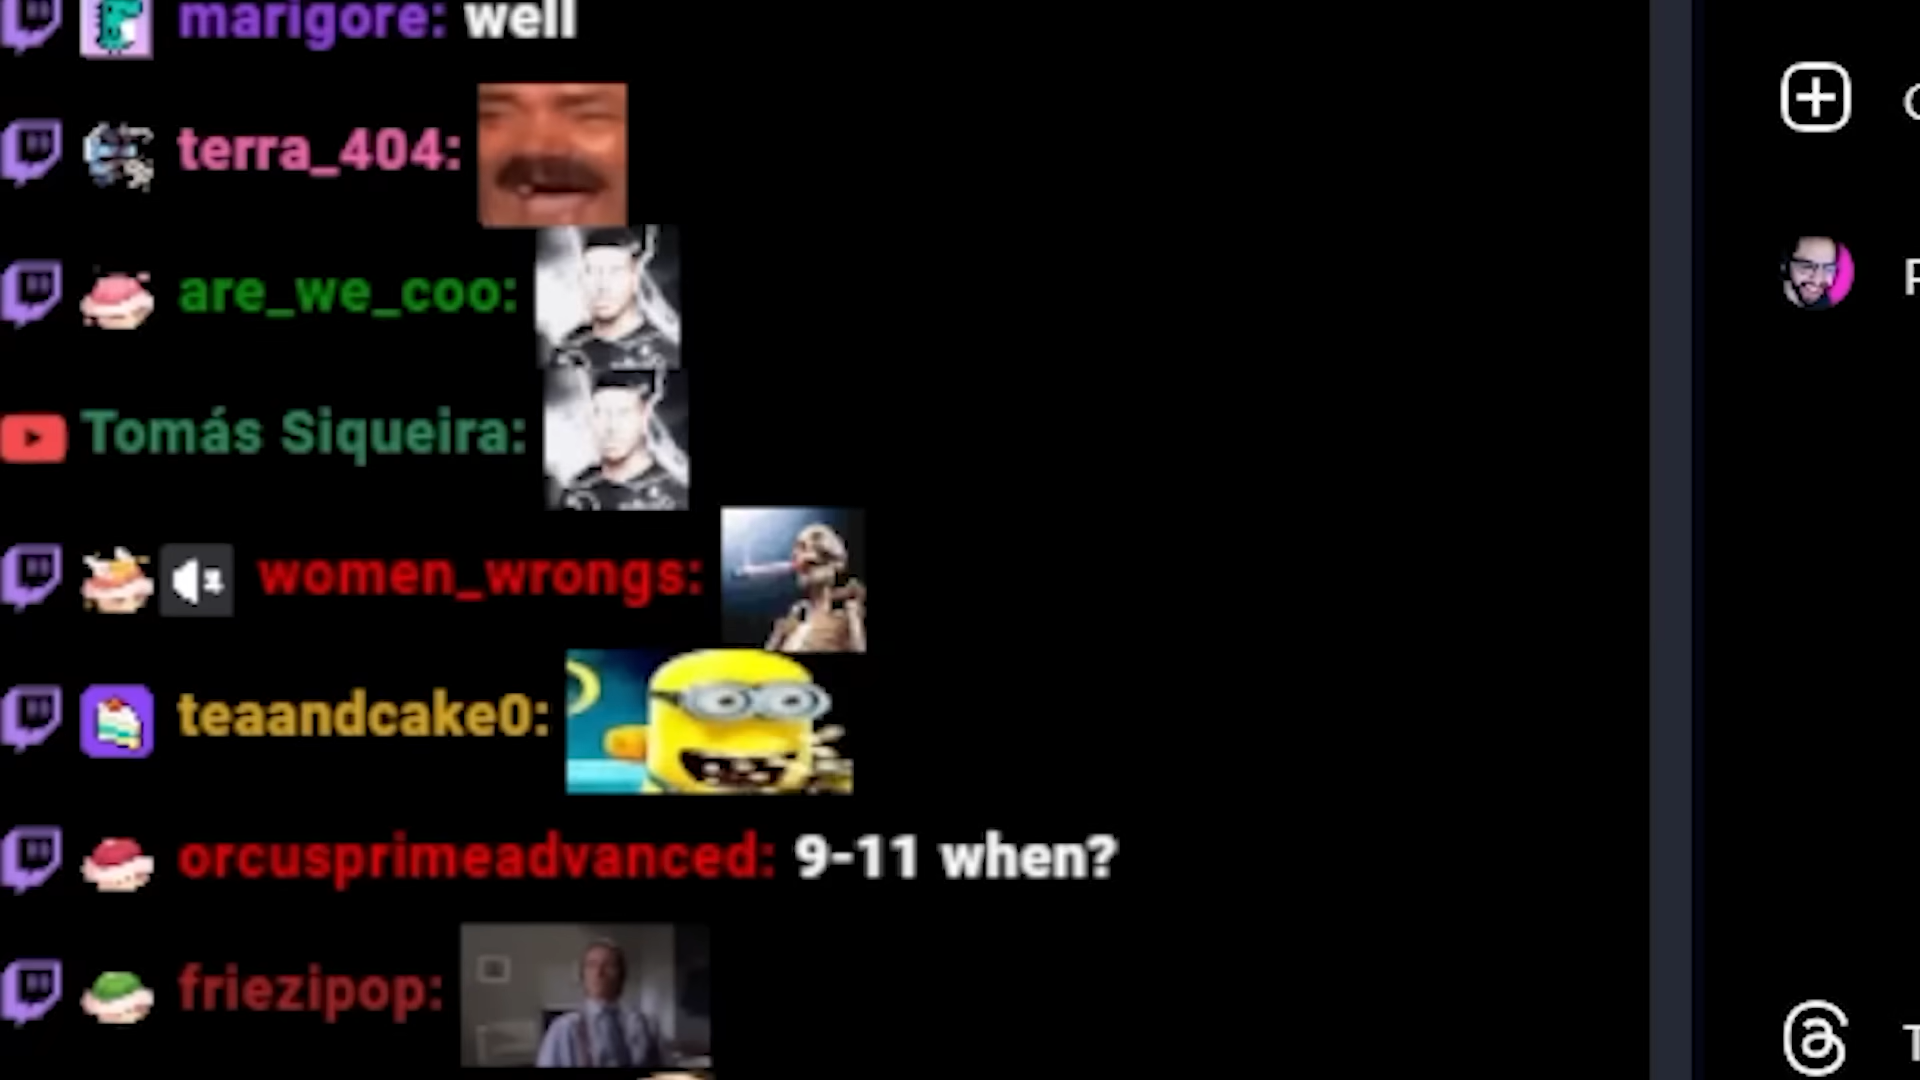 marigore: well
terra_404:
are_we_coo:
Tomás Siqueira:
women_wrongs:
teaandcake0:
orcusprimeadvanced: 9-11 when?
friezipop: